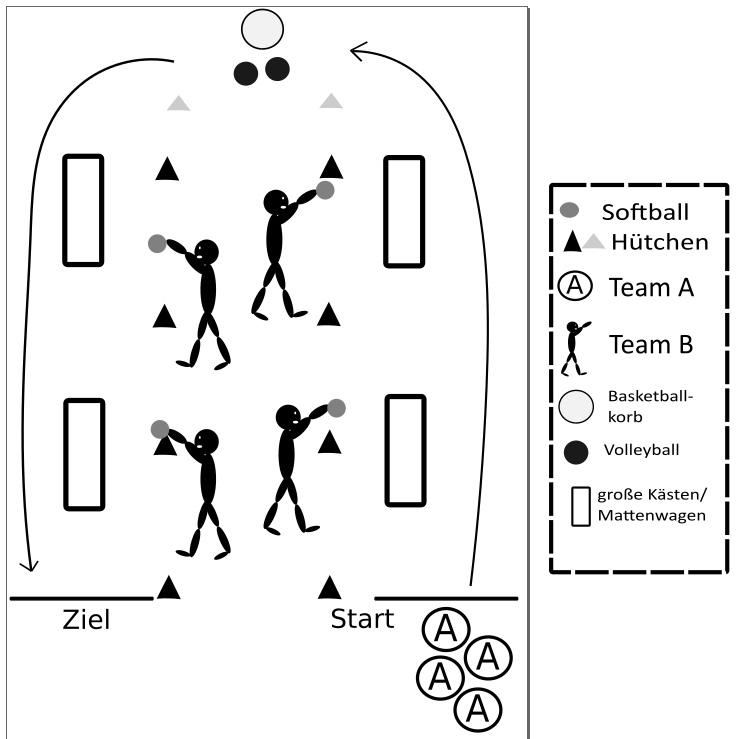 Ziel
Start
A
A
A
A
Softball
Hütchen
A Team A
Team B
Basketball-
korb
Volleyball
große Kästen/
Mattenwagen